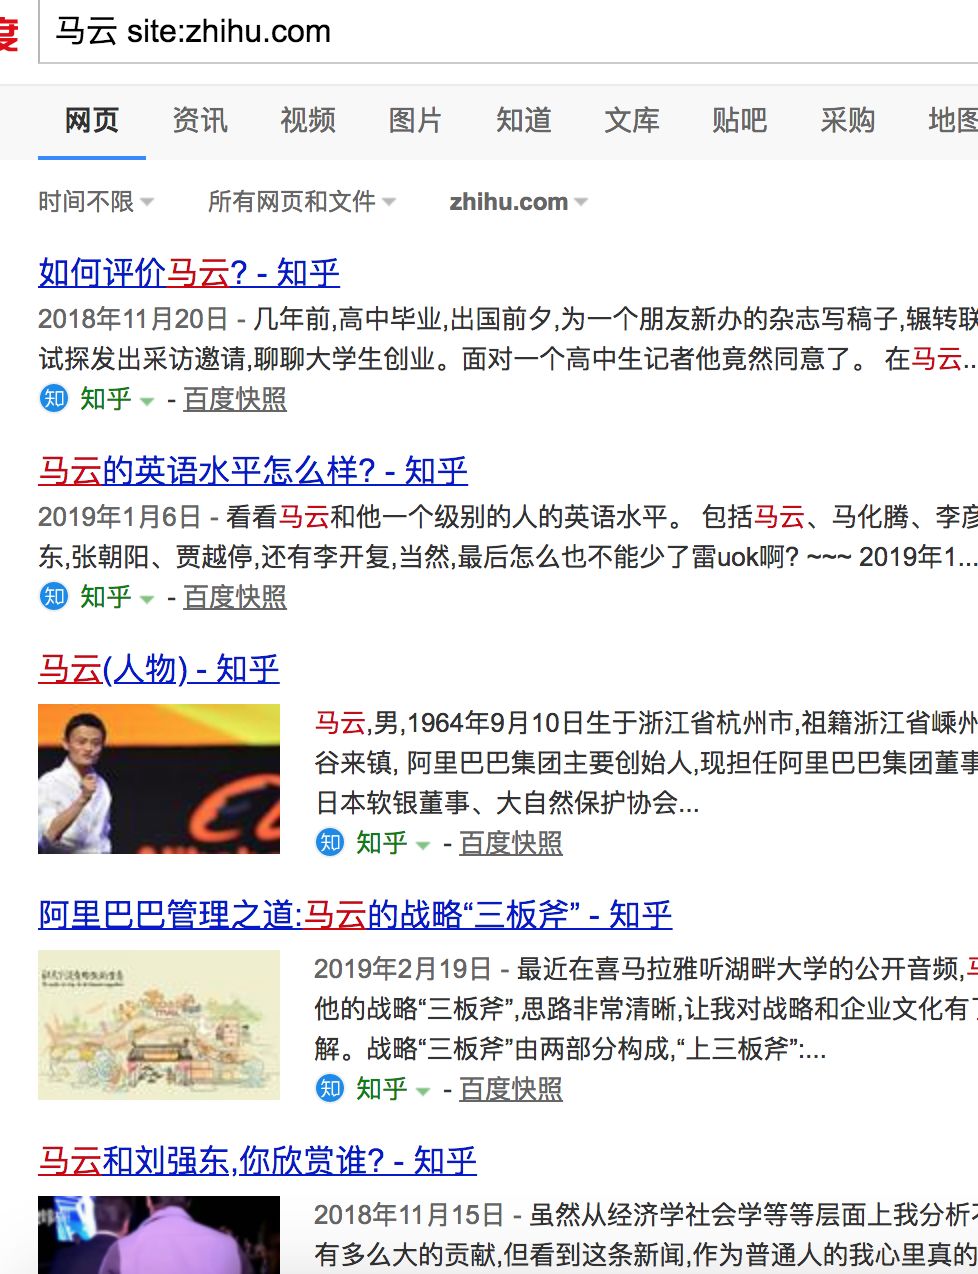 度
马云 site:zhihu.com
网页 资讯 视频 图片 知道 文库 贴吧 采购 地图
时间不限 所有网页和文件 zhihu.com
如何评价马云? - 知乎
2018年11月20日 - 几年前,高中毕业,出国前夕,为一个朋友新办的杂志写稿子,辗转联
试探发出采访邀请,聊聊大学生创业。面对一个高中生记者他竟然同意了。 在马云...
知 知乎 - 百度快照
马云的英语水平怎么样? - 知乎
2019年1月6日 - 看看马云和他一个级别的人的英语水平。 包括马云、马化腾、李彦
东,张朝阳、贾越停,还有李开复,当然,最后怎么也不能少了雷uok啊? ~~~ 2019年1...
知 知乎 - 百度快照
马云(人物) - 知乎
马云,男,1964年9月10日生于浙江省杭州市,祖籍浙江省嵊州
谷来镇, 阿里巴巴集团主要创始人,现担任阿里巴巴集团董事
日本软银董事、大自然保护协会...
知 知乎 - 百度快照
阿里巴巴管理之道:马云的战略“三板斧” - 知乎
2019年2月19日 - 最近在喜马拉雅听湖畔大学的公开音频,马
他的战略“三板斧”,思路非常清晰,让我对战略和企业文化有了
解。战略“三板斧”由两部分构成,“上三板斧”:...
知 知乎 - 百度快照
马云和刘强东,你欣赏谁? - 知乎
2018年11月15日 - 虽然从经济学社会学等等层面上我分析不
有多么大的贡献,但看到这条新闻,作为普通人的我心里真的